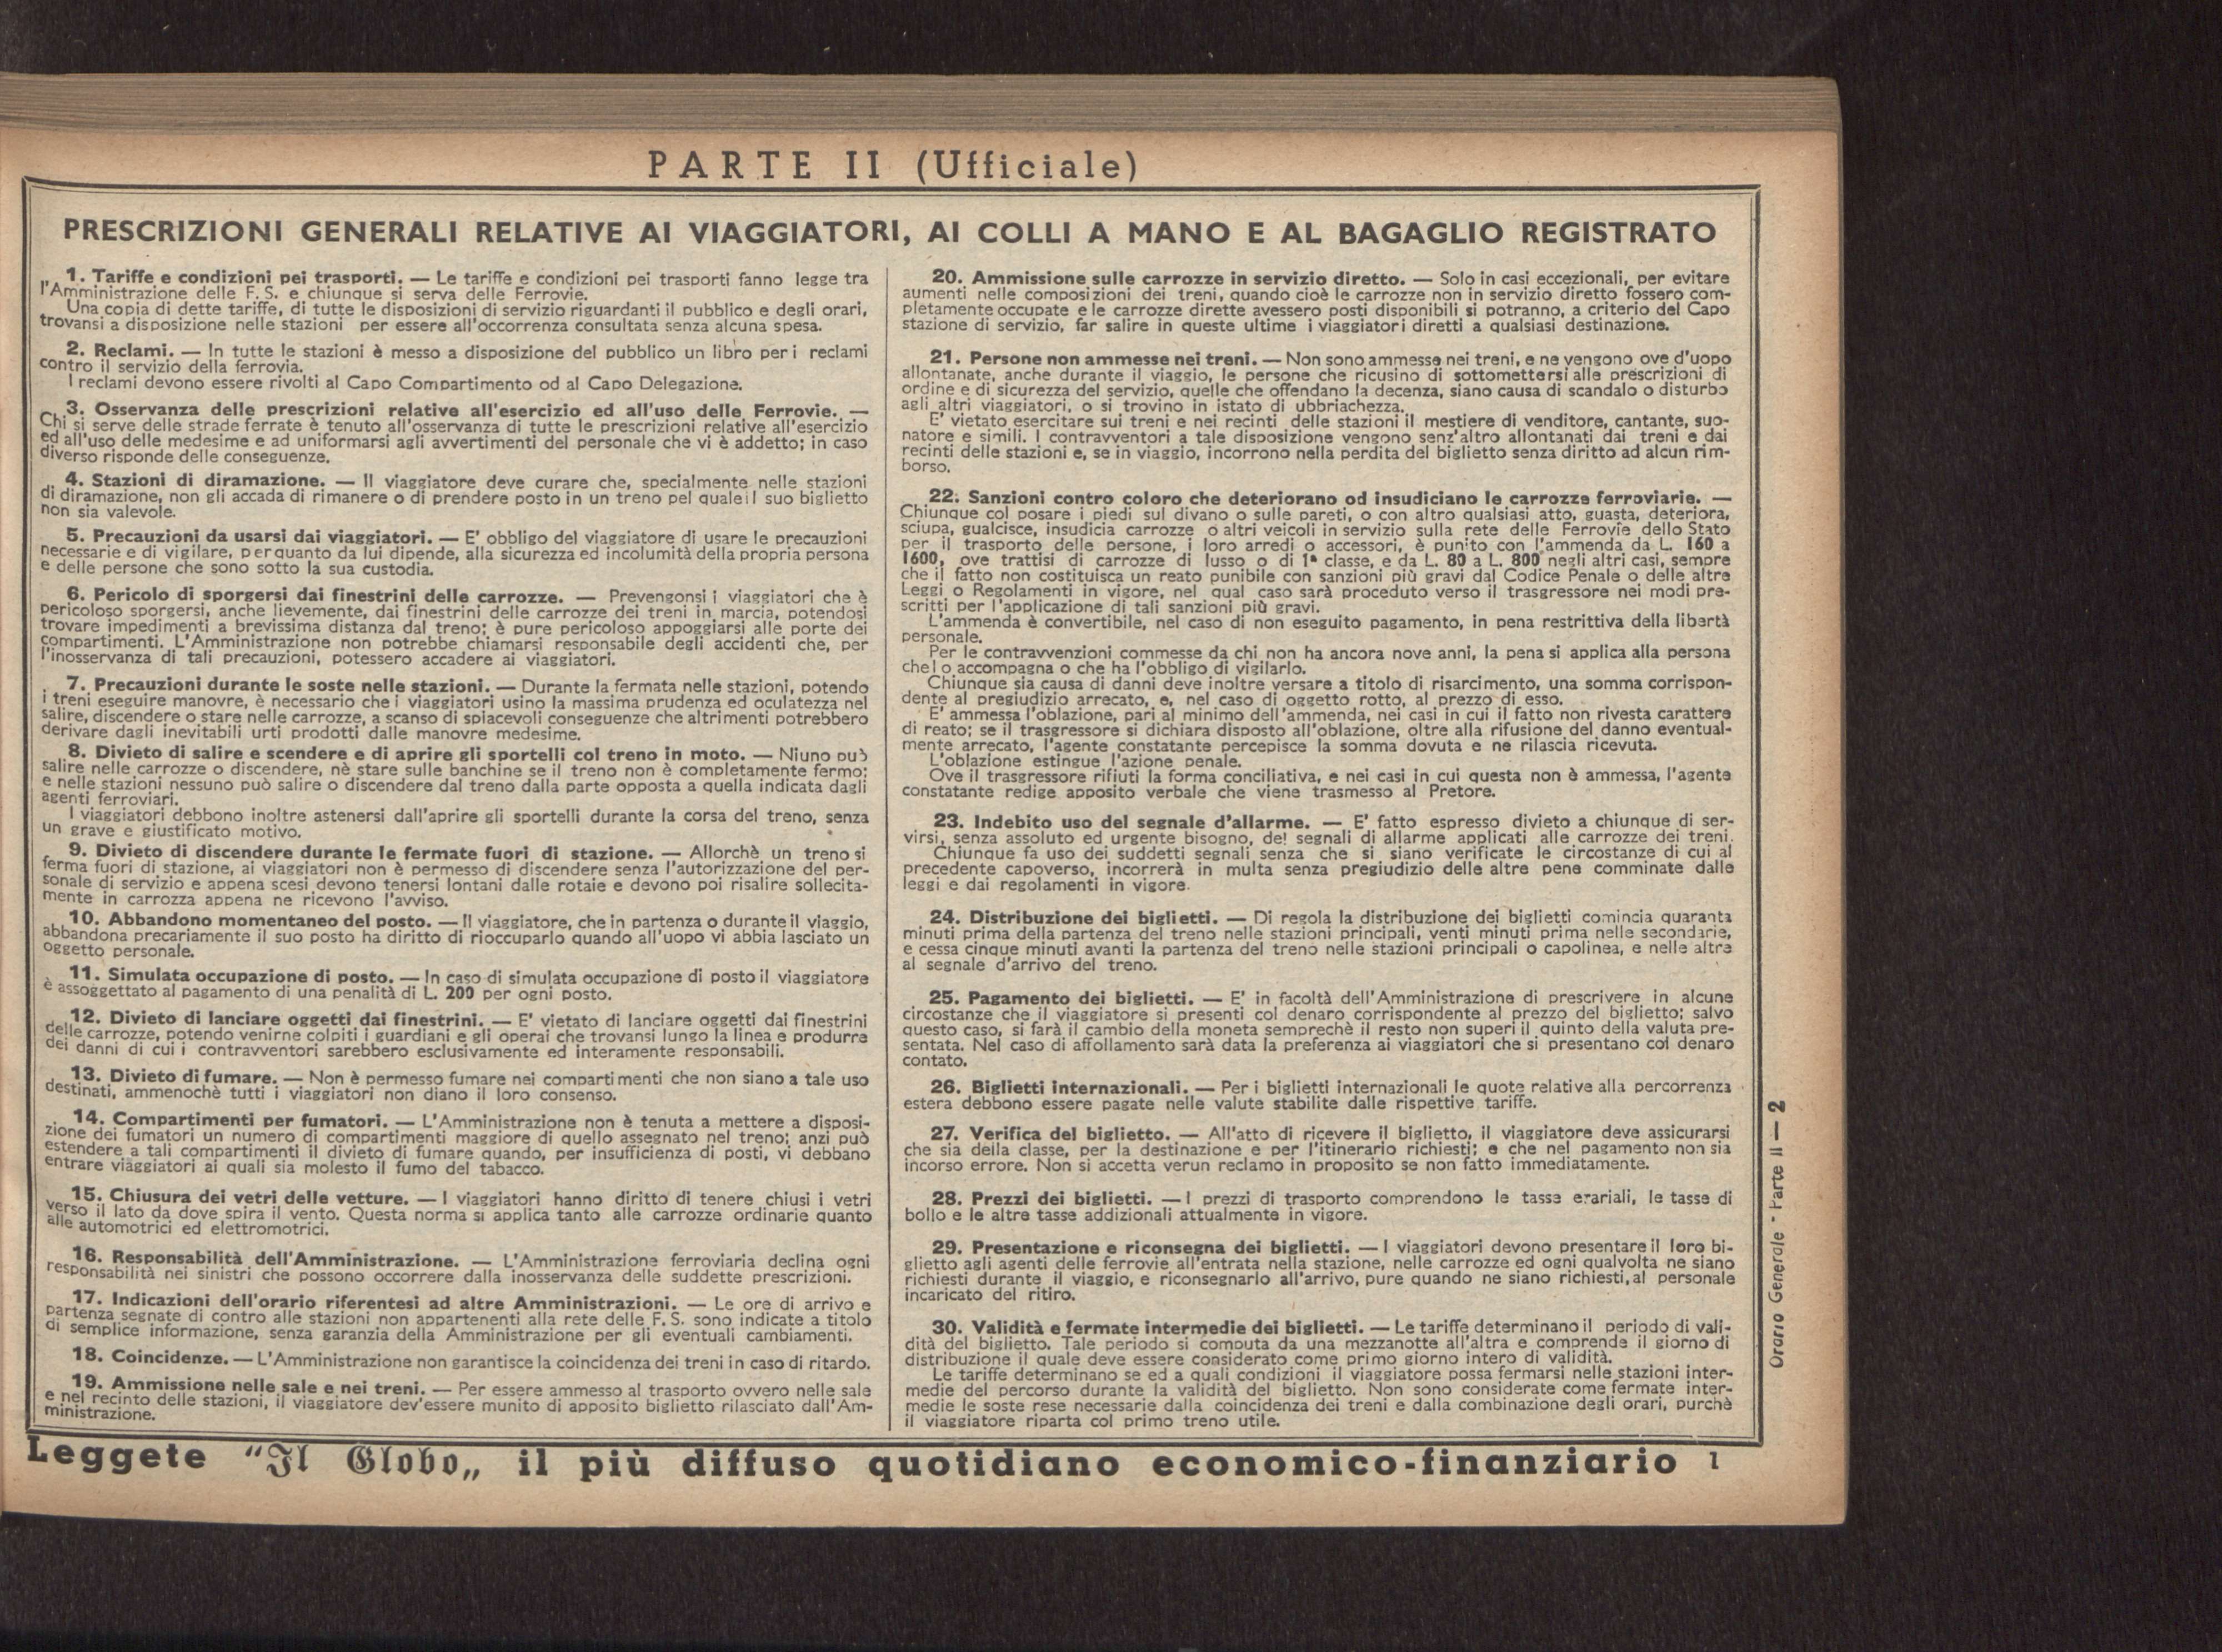 PARTE II (Ufficiale)
PRESCRIZIONI GENERALI RELATIVE AI VIAGGIATORI, AI COLLI A MANO E AL BAGAGLIO REGISTRATO
1. Tariffe e condizioni pei trasporti. — Le tariffe e condizioni pei trasporti fanno legge tra
l'Amministrazione delle F. S. e chiunque si serva delle Ferrovie.
Una copia di dette tariffe, di tutte le disposizioni di servizio riguardanti il pubblico e degli orari,
trovansi a disposizione nelle stazioni per essere all'occorrenza consultata senza alcuna spesa.
2. Reclami. — In tutte le stazioni è messo a disposizione del pubblico un libro per i reclami
contro il servizio della ferrovia.
I reclami devono essere rivolti al Capo Compartimento od al Capo Delegazione.
3. Osservanza delle prescrizioni relative all'esercizio ed all'uso delle Ferrovie. —
Chi si serve delle strade ferrate è tenuto all'osservanza di tutte le prescrizioni relative all'esercizio
ed all'uso delle medesime e ad uniformarsi agli avvertimenti del personale che vi è addetto; in caso
diverso risponde delle conseguenze.
4. Stazioni di diramazione. — Il viaggiatore deve curare che, specialmente nelle stazioni
di diramazione, non gli accada di rimanere o di prendere posto in un treno pel quale il suo biglietto
non sia valevole.
5. Precauzioni da usarsi dai viaggiatori. — E' obbligo del viaggiatore di usare le precauzioni
necessarie e di vigilare, per quanto da lui dipende, alla sicurezza ed incolumità della propria persona
e delle persone che sono sotto la sua custodia.
6. Pericolo di sporgersi dai finestrini delle carrozze. — Prevengonsi i viaggiatori che è
pericoloso sporgersi, anche lievemente, dai finestrini delle carrozze dei treni in marcia, potendosi
trovare impedimenti a brevissima distanza dal treno; è pure pericoloso appoggiarsi alle porte dei
compartimenti. L'Amministrazione non potrebbe chiamarsi responsabile degli accidenti che, per
l'inosservanza di tali precauzioni, potessero accadere ai viaggiatori.
7. Precauzioni durante le soste nelle stazioni. — Durante la fermata nelle stazioni, potendo
i treni eseguire manovre, è necessario che i viaggiatori usino la massima prudenza ed oculatezza nel
salire, discendere o stare nelle carrozze, a scanso di spiacevoli conseguenze che altrimenti potrebbero
derivare dagli inevitabili urti prodotti dalle manovre medesime.
8. Divieto di salire e scendere e di aprire gli sportelli col treno in moto. — Niuno può
salire nelle carrozze o discendere, nè stare sulle banchine se il treno non è completamente fermo;
e nelle stazioni nessuno può salire o discendere dal treno dalla parte opposta a quella indicata dagli
agenti ferroviari.
I viaggiatori debbono inoltre astenersi dall'aprire gli sportelli durante la corsa del treno, senza
un grave e giustificato motivo.
9. Divieto di discendere durante le fermate fuori di stazione. — Allorchè un treno si
ferma fuori di stazione, ai viaggiatori non è permesso di discendere senza l'autorizzazione del per-
sonale di servizio e appena scesi devono tenersi lontani dalle rotaie e devono poi risalire sollecita-
mente in carrozza appena ne ricevono l'avviso.
10. Abbandono momentaneo del posto. — Il viaggiatore, che in partenza o durante il viaggio,
abbandona precariamente il suo posto ha diritto di rioccuparlo quando all'uopo vi abbia lasciato un
oggetto personale.
11. Simulata occupazione di posto. — In caso di simulata occupazione di posto il viaggiatore
è assoggettato al pagamento di una penalità di L. 200 per ogni posto.
12. Divieto di lanciare oggetti dai finestrini. — E' vietato di lanciare oggetti dai finestrini
delle carrozze, potendo venirne colpiti i guardiani e gli operai che trovansi lungo la linea e produrre
dei danni di cui i contravventori sarebbero esclusivamente ed interamente responsabili.
13. Divieto di fumare. — Non è permesso fumare nei compartimenti che non siano a tale uso
destinati, ammenochè tutti i viaggiatori non diano il loro consenso.
14. Compartimenti per fumatori. — L'Amministrazione non è tenuta a mettere a disposi-
zione dei fumatori un numero di compartimenti maggiore di quello assegnato nel treno; anzi può
estendere a tali compartimenti il divieto di fumare quando, per insufficienza di posti, vi debbano
entrare viaggiatori ai quali sia molesto il fumo del tabacco.
15. Chiusura dei vetri delle vetture. — I viaggiatori hanno diritto di tenere chiusi i vetri
verso il lato da dove spira il vento. Questa norma si applica tanto alle carrozze ordinarie quanto
alle automotrici ed elettromotrici.
16. Responsabilità dell'Amministrazione. — L'Amministrazione ferroviaria declina ogni
responsabilità nei sinistri che possono occorrere dalla inosservanza delle suddette prescrizioni.
17. Indicazioni dell'orario riferentesi ad altre Amministrazioni. — Le ore di arrivo e
partenza segnate di contro alle stazioni non appartenenti alla rete delle F. S. sono indicate a titolo
di semplice informazione, senza garanzia della Amministrazione per gli eventuali cambiamenti.
18. Coincidenze. — L'Amministrazione non garantisce la coincidenza dei treni in caso di ritardo.
19. Ammissione nelle sale e nei treni. — Per essere ammesso al trasporto ovvero nelle sale
e nel recinto delle stazioni, il viaggiatore dev'essere munito di apposito biglietto rilasciato dall'Am-
ministrazione.
20. Ammissione sulle carrozze in servizio diretto. — Solo in casi eccezionali, per evitare
aumenti nelle composizioni dei treni, quando cioè le carrozze non in servizio diretto fossero com-
pletamente occupate e le carrozze dirette avessero posti disponibili si potranno, a criterio del Capo
stazione di servizio, far salire in queste ultime i viaggiatori diretti a qualsiasi destinazione.
21. Persone non ammesse nei treni. — Non sono ammesse nei treni, e ne vengono ove d'uopo
allontanate, anche durante il viaggio, le persone che ricusino di sottomettersi alle prescrizioni di
ordine e di sicurezza del servizio, quelle che offendano la decenza, siano causa di scandalo o disturbo
agli altri viaggiatori, o si trovino in istato di ubbriachezza.
E' vietato esercitare sui treni e nei recinti delle stazioni il mestiere di venditore, cantante, suo-
natore e simili. I contravventori a tale disposizione vengono senz'altro allontanati dai treni e dai
recinti delle stazioni e, se in viaggio, incorrono nella perdita del biglietto senza diritto ad alcun rim-
borso.
22. Sanzioni contro coloro che deteriorano od insudiciano le carrozze ferroviarie. —
Chiunque col posare i piedi sul divano o sulle pareti, o con altro qualsiasi atto, guasta, deteriora,
sciupa, gualcisce, insudicia carrozze o altri veicoli in servizio sulla rete delle Ferrovie dello Stato
per il trasporto delle persone, i loro arredi o accessori, è punito con l'ammenda da L. 160 a
1600, ove trattisi di carrozze di lusso o di 1ª classe, e da L. 80 a L. 800 negli altri casi, sempre
che il fatto non costituisca un reato punibile con sanzioni più gravi dal Codice Penale o delle altre
Leggi o Regolamenti in vigore, nel qual caso sarà proceduto verso il trasgressore nei modi pre-
scritti per l'applicazione di tali sanzioni più gravi.
L'ammenda è convertibile, nel caso di non eseguito pagamento, in pena restrittiva della libertà
personale.
Per le contravvenzioni commesse da chi non ha ancora nove anni, la pena si applica alla persona
che lo accompagna o che ha l'obbligo di vigilarlo.
Chiunque sia causa di danni deve inoltre versare a titolo di risarcimento, una somma corrispon-
dente al pregiudizio arrecato, e, nel caso di oggetto rotto, al prezzo di esso.
E' ammessa l'oblazione, pari al minimo dell'ammenda, nei casi in cui il fatto non rivesta carattere
di reato; se il trasgressore si dichiara disposto all'oblazione, oltre alla rifusione del danno eventual-
mente arrecato, l'agente constatante percepisce la somma dovuta e ne rilascia ricevuta.
L'oblazione estingue l'azione penale.
Ove il trasgressore rifiuti la forma conciliativa, e nei casi in cui questa non è ammessa, l'agente
constatante redige apposito verbale che viene trasmesso al Pretore.
23. Indebito uso del segnale d'allarme. — E' fatto espresso divieto a chiunque di ser-
virsi, senza assoluto ed urgente bisogno, dei segnali di allarme applicati alle carrozze dei treni.
Chiunque fa uso dei suddetti segnali senza che si siano verificate le circostanze di cui al
precedente capoverso, incorrerà in multa senza pregiudizio delle altre pene comminate dalle
leggi e dai regolamenti in vigore.
24. Distribuzione dei biglietti. — Di regola la distribuzione dei biglietti comincia quaranta
minuti prima della partenza del treno nelle stazioni principali, venti minuti prima nelle secondarie,
e cessa cinque minuti avanti la partenza del treno nelle stazioni principali o capolinea, e nelle altre
al segnale d'arrivo del treno.
25. Pagamento dei biglietti. — E' in facoltà dell'Amministrazione di prescrivere in alcune
circostanze che il viaggiatore si presenti col denaro corrispondente al prezzo del biglietto; salvo
questo caso, si farà il cambio della moneta semprechè il resto non superi il quinto della valuta pre-
sentata. Nel caso di affollamento sarà data la preferenza ai viaggiatori che si presentano col denaro
contato.
26. Biglietti internazionali. — Per i biglietti internazionali le quote relative alla percorrenza
estera debbono essere pagate nelle valute stabilite dalle rispettive tariffe.
27. Verifica del biglietto. — All'atto di ricevere il biglietto, il viaggiatore deve assicurarsi
che sia della classe, per la destinazione e per l'itinerario richiesti; e che nel pagamento non sia
incorso errore. Non si accetta verun reclamo in proposito se non fatto immediatamente.
28. Prezzi dei biglietti. — I prezzi di trasporto comprendono le tasse erariali, le tasse di
bollo e le altre tasse addizionali attualmente in vigore.
29. Presentazione e riconsegna dei biglietti. — I viaggiatori devono presentare il loro bi-
glietto agli agenti delle ferrovie all'entrata nella stazione, nelle carrozze ed ogni qualvolta ne siano
richiesti durante il viaggio, e riconsegnarlo all'arrivo, pure quando ne siano richiesti, al personale
incaricato del ritiro.
30. Validità e fermate intermedie dei biglietti. — Le tariffe determinano il periodo di vali-
dità del biglietto. Tale periodo si computa da una mezzanotte all'altra e comprende il giorno di
distribuzione il quale deve essere considerato come primo giorno intero di validità.
Le tariffe determinano se ed a quali condizioni il viaggiatore possa fermarsi nelle stazioni inter-
medie del percorso durante la validità del biglietto. Non sono considerate come fermate inter-
medie le soste rese necessarie dalla coincidenza dei treni e dalla combinazione degli orari, purchè
il viaggiatore riparta col primo treno utile.
Orario Generale - Parte II — 2
Leggete "Il Globo„ il più diffuso quotidiano economico-finanziario 1